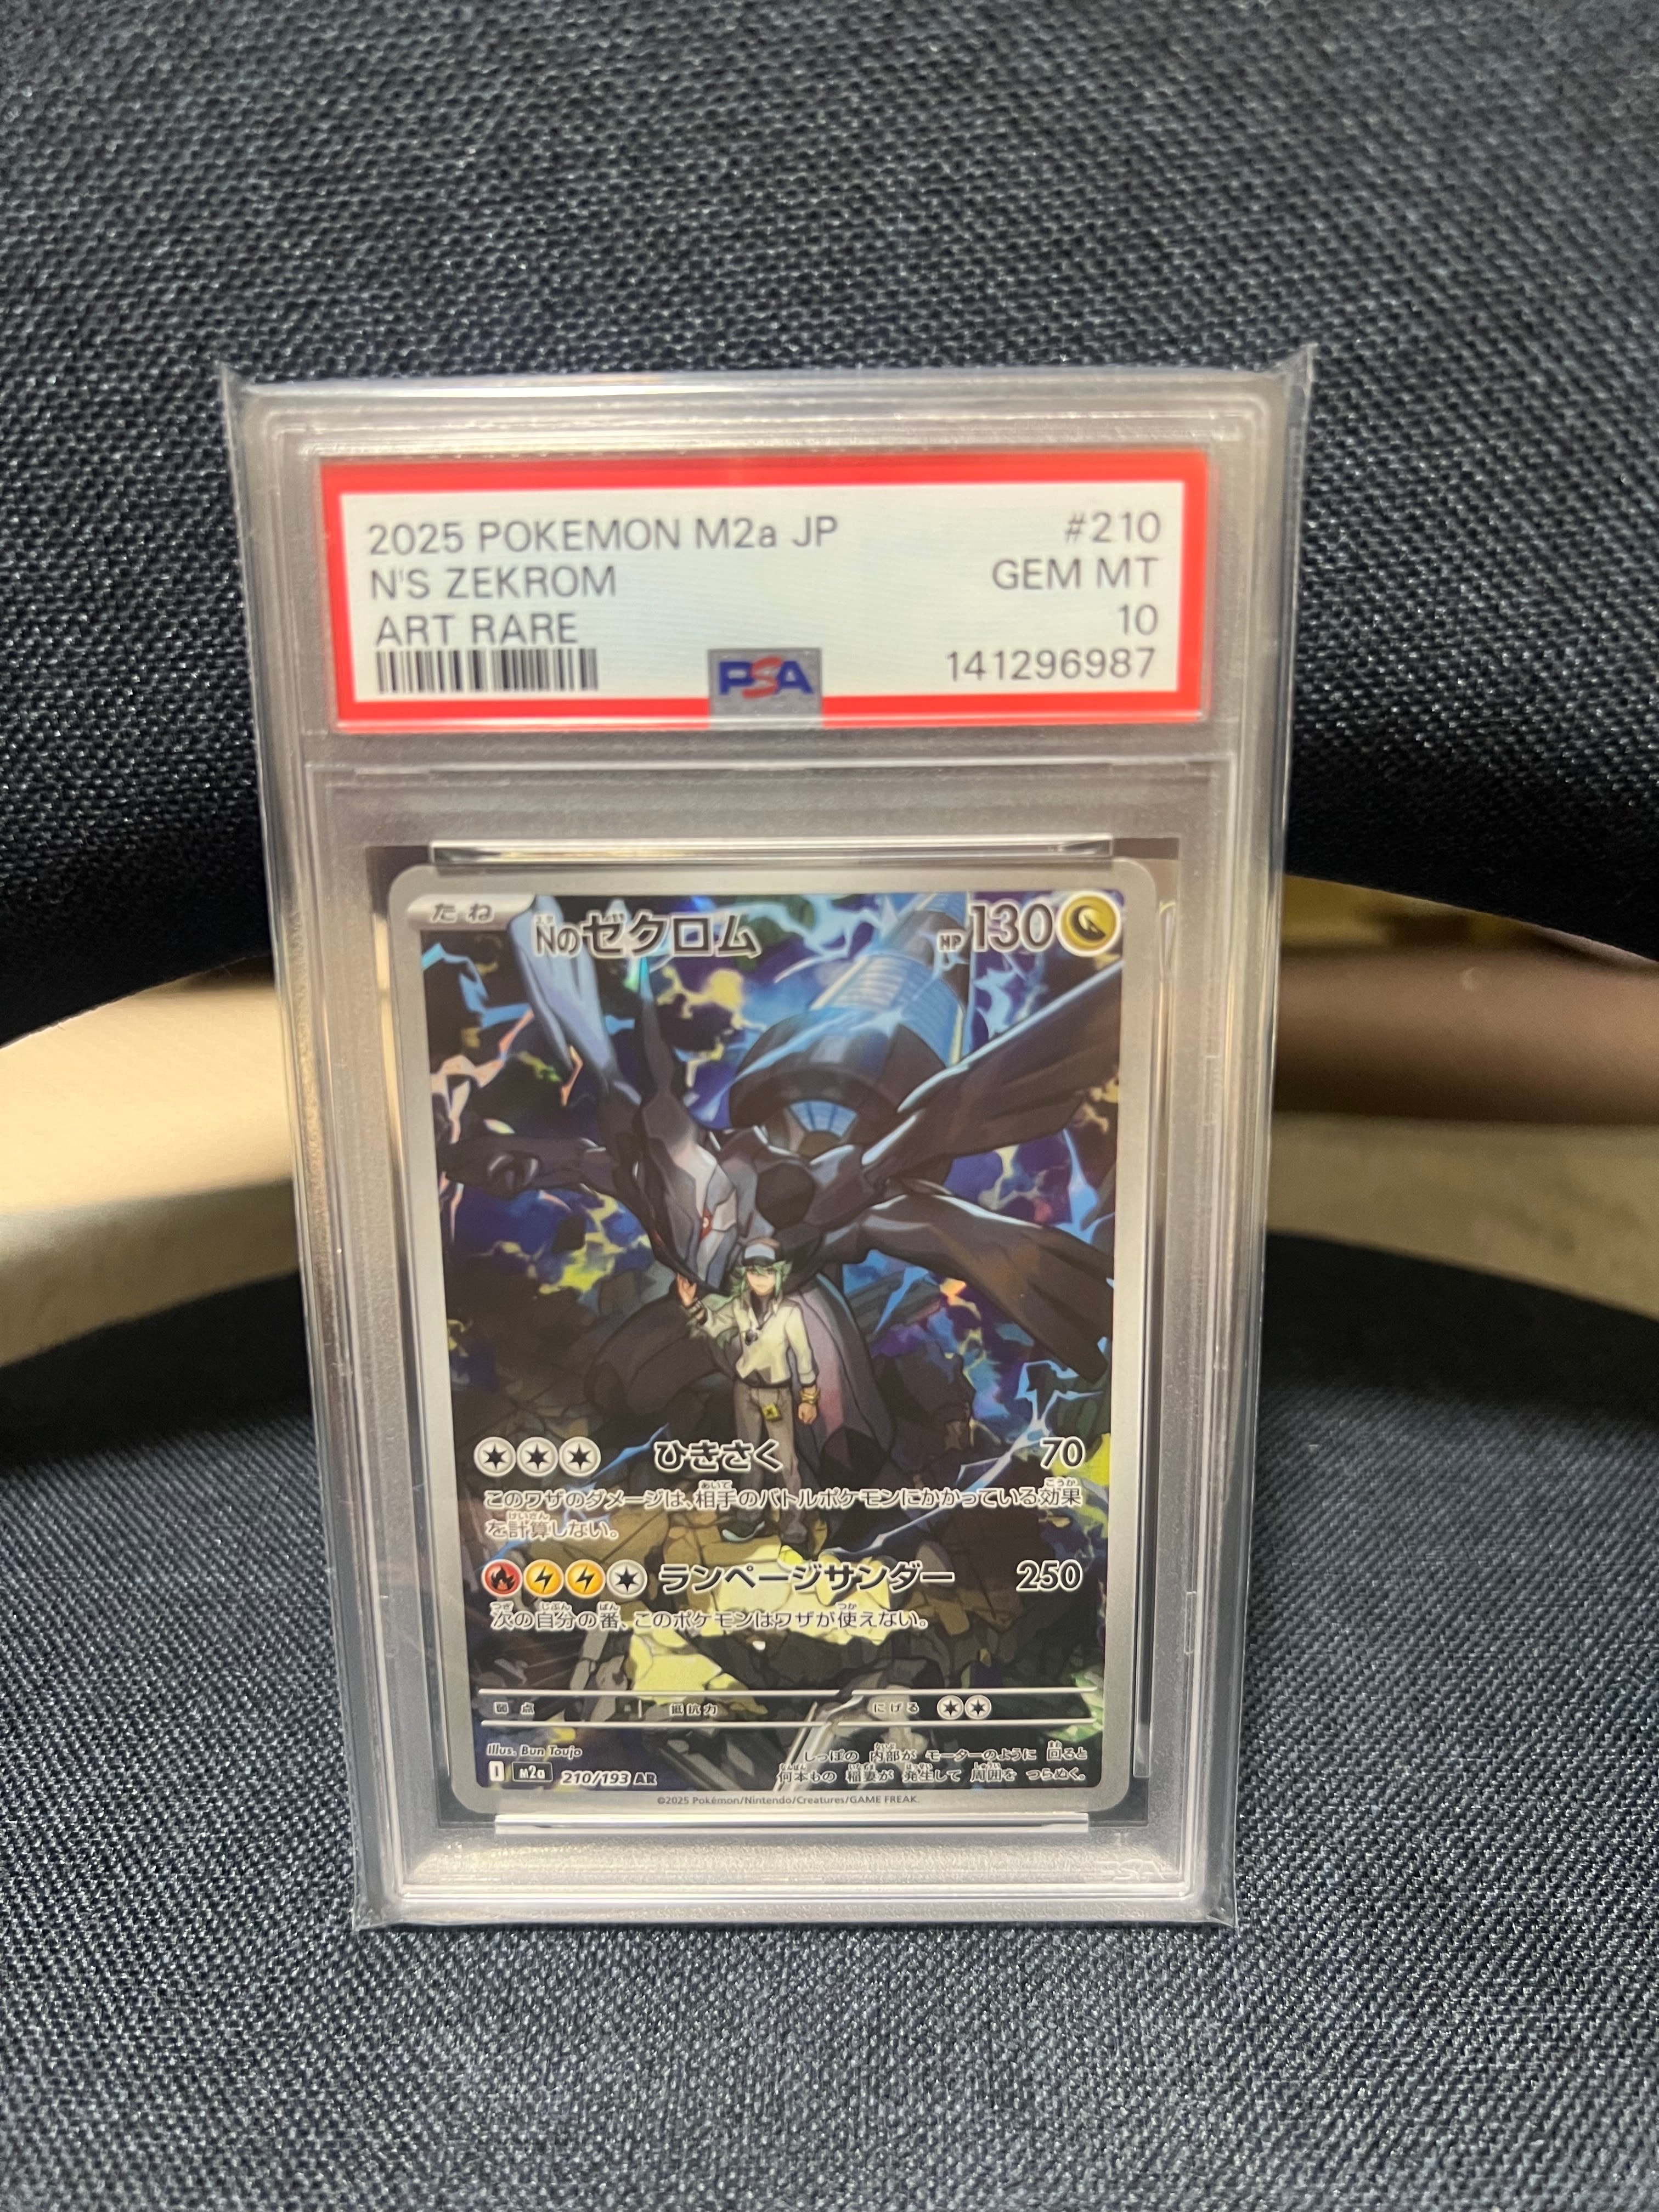 2025 POKEMON M2a JP #210
N'S ZEKROM GEM MT
ART RARE 10
PSA 141296987
たね Nのゼクロム HP130
ひきさく 70
このワザのダメージは、相手のバトルポケモンにかかっている効果
を計算しない。
ランページサンダー 250
次の自分の番、このポケモンはワザが使えない。
弱点 抵抗力 にげる
Illus. Bun Toujo
しっぽの 内部が モーターのように 回ると
I M2a 210/193 AR
何本もの 稲妻が 発生して 周囲を つらぬく。
©2025 Pokémon/Nintendo/Creatures/GAME FREAK.
PSA